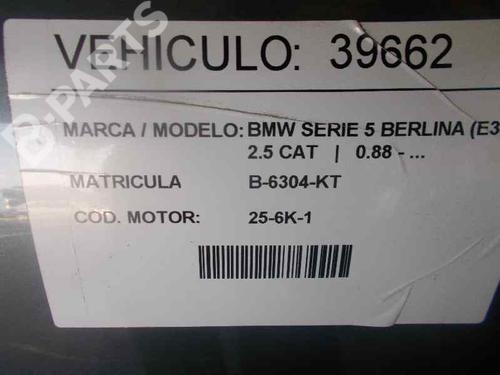 VEHICULO: 39662
MARCA / MODELO: BMW SERIE 5 BERLINA (E3
2.5 CAT | 0.88 - ...
MATRICULA B-6304-KT
COD. MOTOR: 25-6K-1
B-PARTS